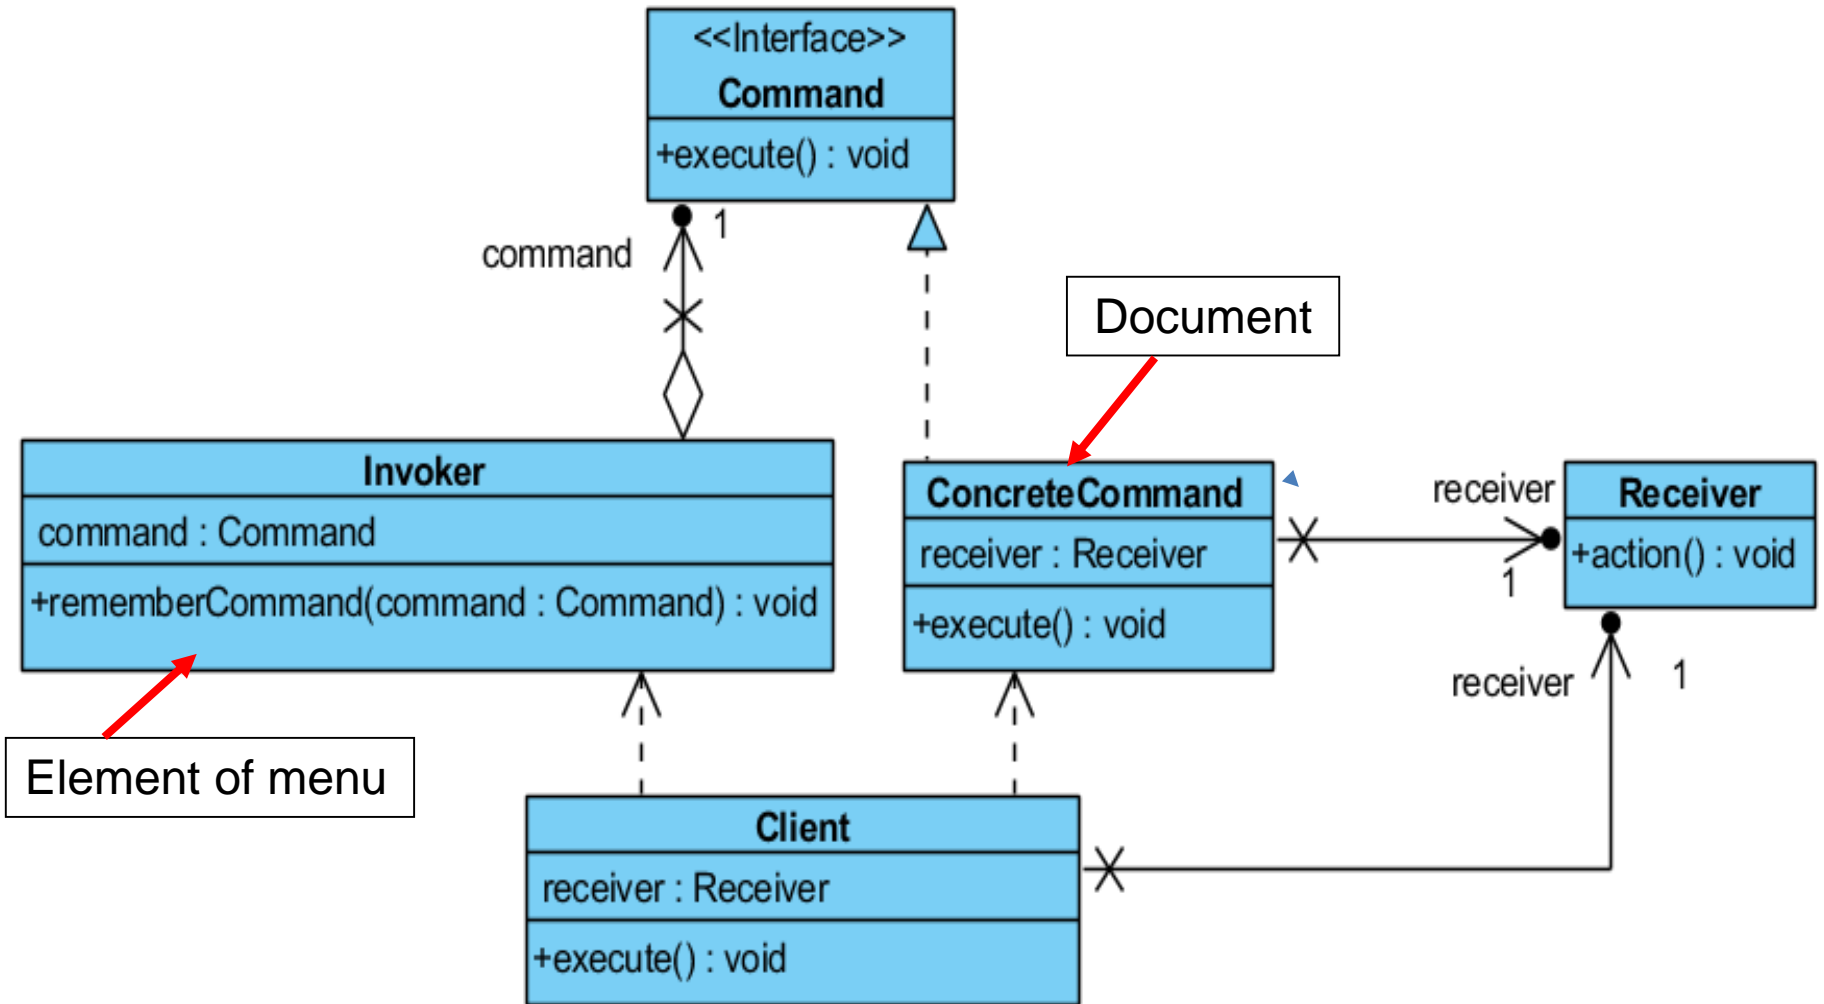 <<Interface>>
Command
+execute() : void
1
command
Document
Invoker
command : Command
+rememberCommand(command : Command) : void
ConcreteCommand
receiver : Receiver
+execute() : void
receiver
1
Receiver
+action() : void
receiver
1
Element of menu
Client
receiver : Receiver
+execute() : void